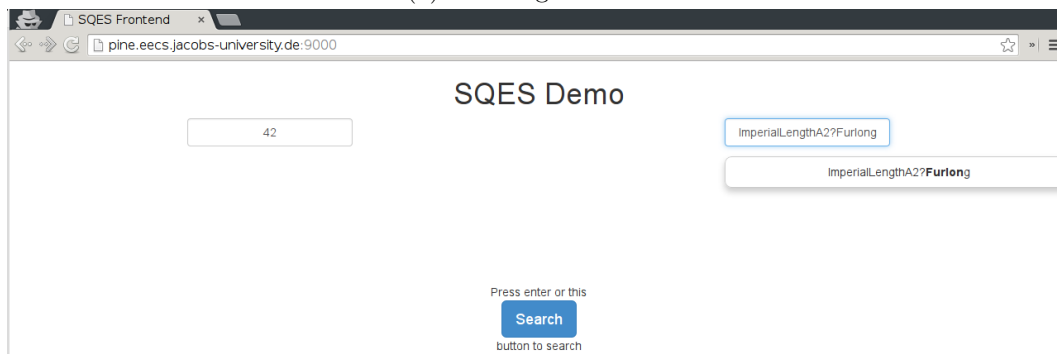 SQES Frontend ×
pine.eecs.jacobs-university.de:9000 »
SQES Demo
42 ImperialLengthA2?Furlong
ImperialLengthA2?Furlong
Press enter or this
Search
button to search